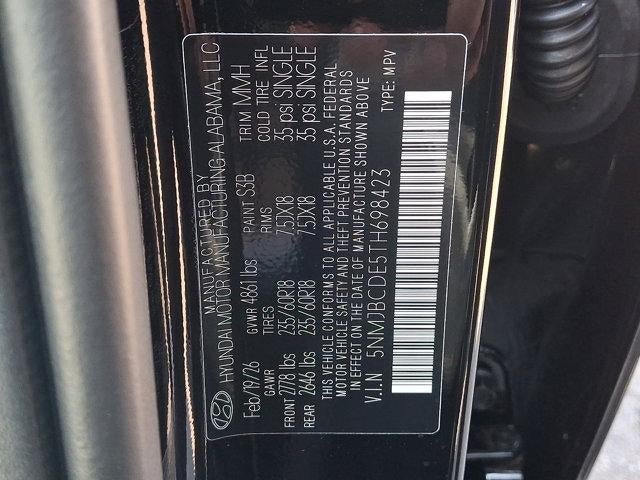 MANUFACTURED BY
HYUNDAI MOTOR MANUFACTURING ALABAMA, LLC
Feb/19/26 GVWR 4861 lbs PAINT S3B TRIM MMH
GAWR TIRES RIMS COLD TIRE INFL
FRONT 2778 lbs 235/60R18 7.5JX18 35 psi SINGLE
REAR 2646 lbs 235/60R18 7.5JX18 35 psi SINGLE
THIS VEHICLE CONFORMS TO ALL APPLICABLE U.S.A. FEDERAL
MOTOR VEHICLE SAFETY AND THEFT PREVENTION STANDARDS
IN EFFECT ON THE DATE OF MANUFACTURE SHOWN ABOVE
V.I.N 5NMJBCDE5TH698423 TYPE: MPV